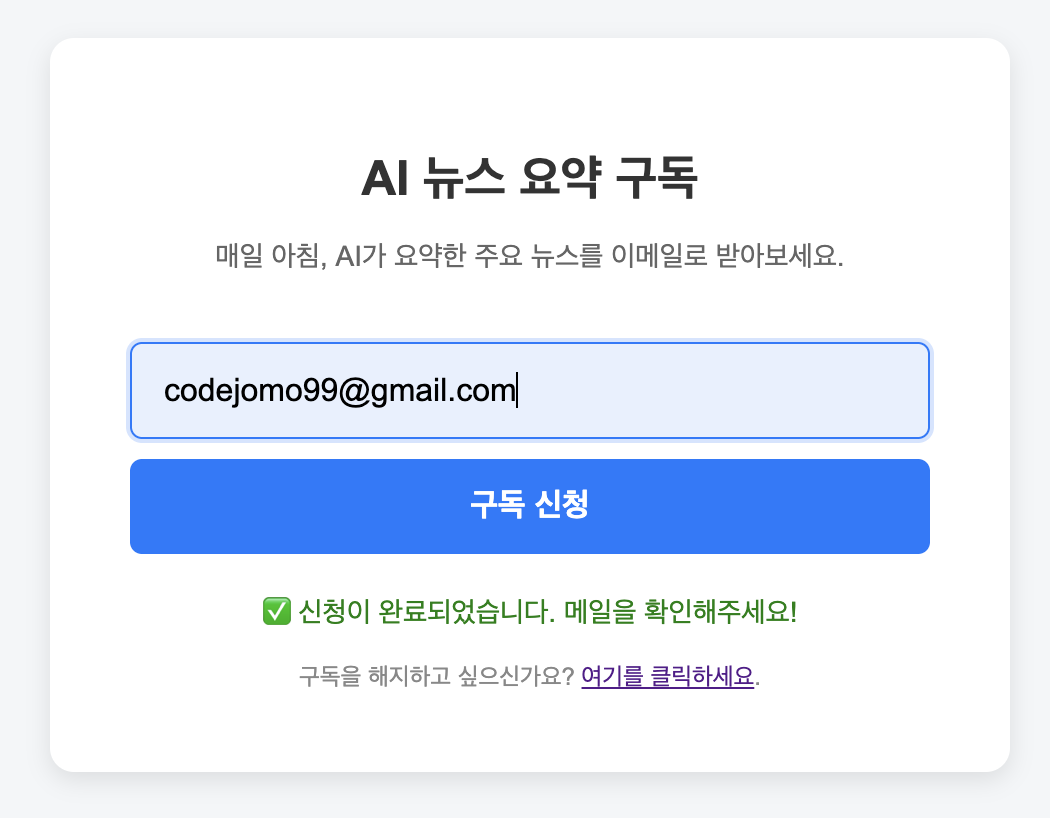 AI 뉴스 요약 구독
매일 아침, AI가 요약한 주요 뉴스를 이메일로 받아보세요.
codejomo99@gmail.com
구독 신청
✅ 신청이 완료되었습니다. 메일을 확인해주세요!
구독을 해지하고 싶으신가요? 여기를 클릭하세요.